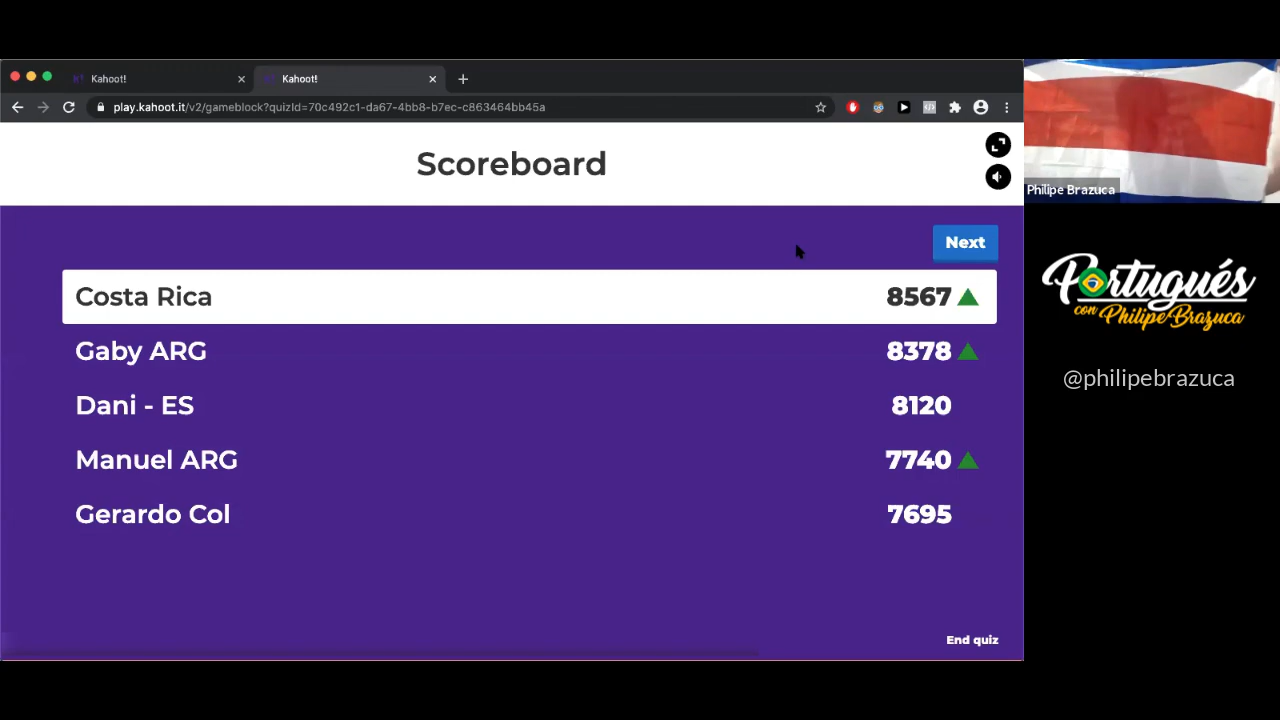 Kahoot!
Kahoot!
play.kahoot.it/v2/gameblock?quizId=70c492c1-da67-4bb8-b7ec-c863464bb45a
Scoreboard
Philipe Brazuca
Next
Costa Rica 8567
Gaby ARG 8378
Dani - ES 8120
Manuel ARG 7740
Gerardo Col 7695
End quiz
Portugués
con Philipe Brazuca
@philipebrazuca